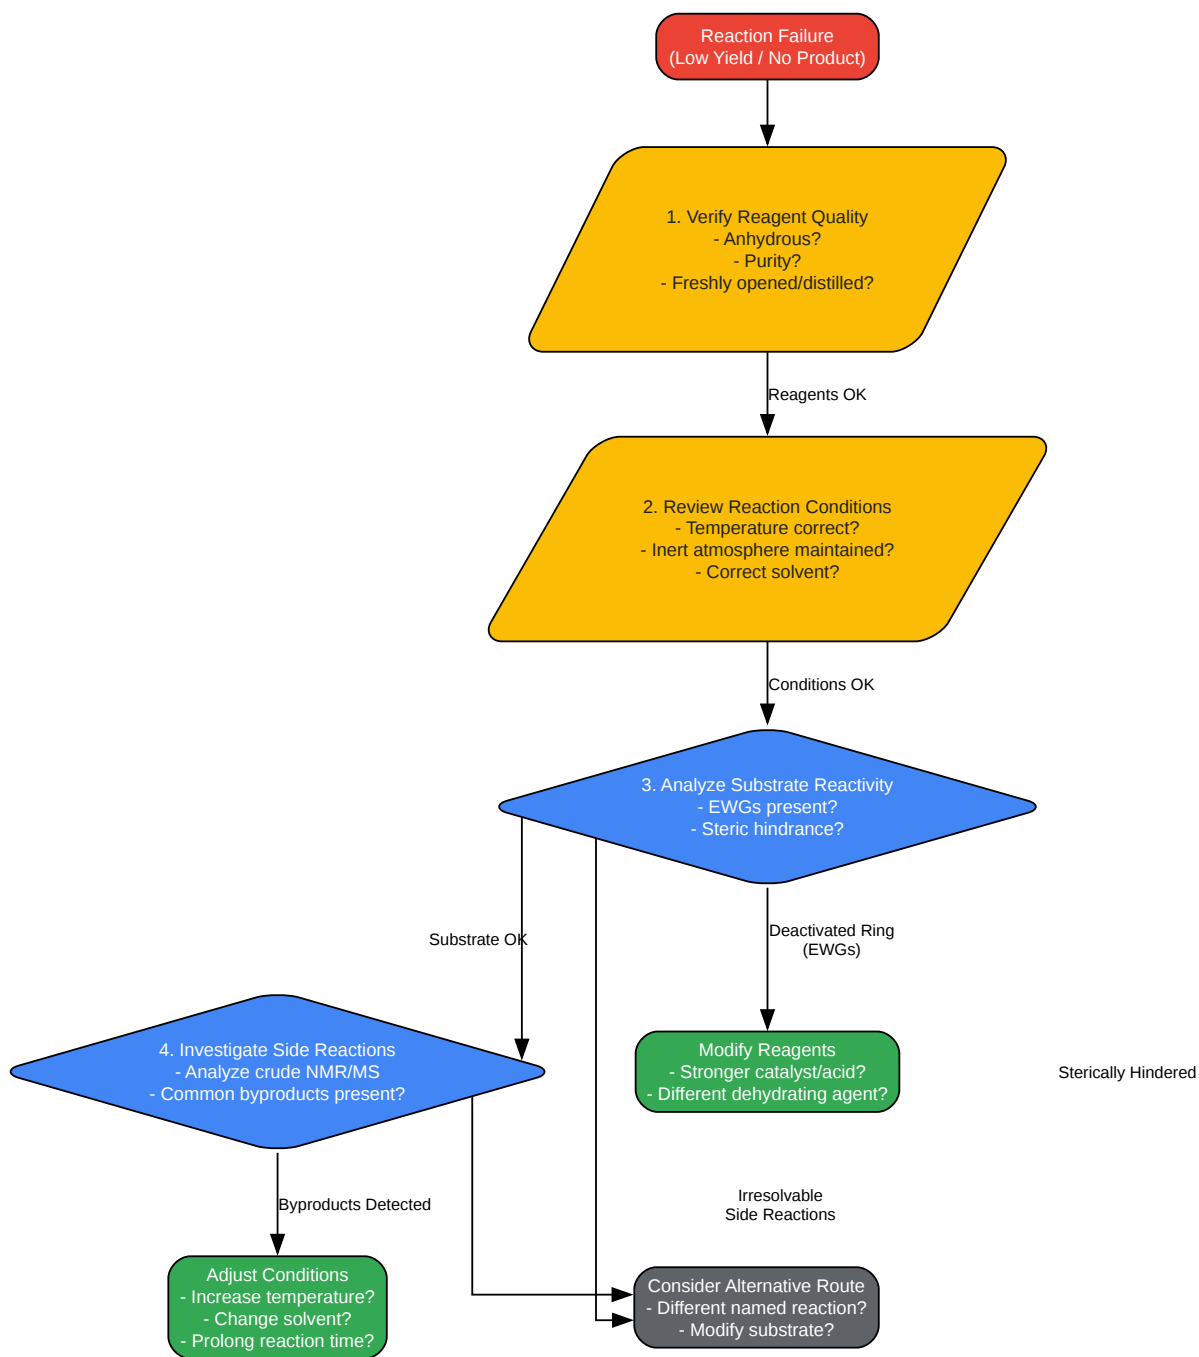 Reaction Failure
(Low Yield / No Product)
1. Verify Reagent Quality
- Anhydrous?
- Purity?
- Freshly opened/distilled?
Reagents OK
2. Review Reaction Conditions
- Temperature correct?
- Inert atmosphere maintained?
- Correct solvent?
Conditions OK
3. Analyze Substrate Reactivity
- EWGs present?
- Steric hindrance?
Substrate OK
Deactivated Ring
(EWGs)
4. Investigate Side Reactions
- Analyze crude NMR/MS
- Common byproducts present?
Modify Reagents
- Stronger catalyst/acid?
- Different dehydrating agent?
Sterically Hindered
Byproducts Detected
Irresolvable
Side Reactions
Adjust Conditions
- Increase temperature?
- Change solvent?
- Prolong reaction time?
Consider Alternative Route
- Different named reaction?
- Modify substrate?